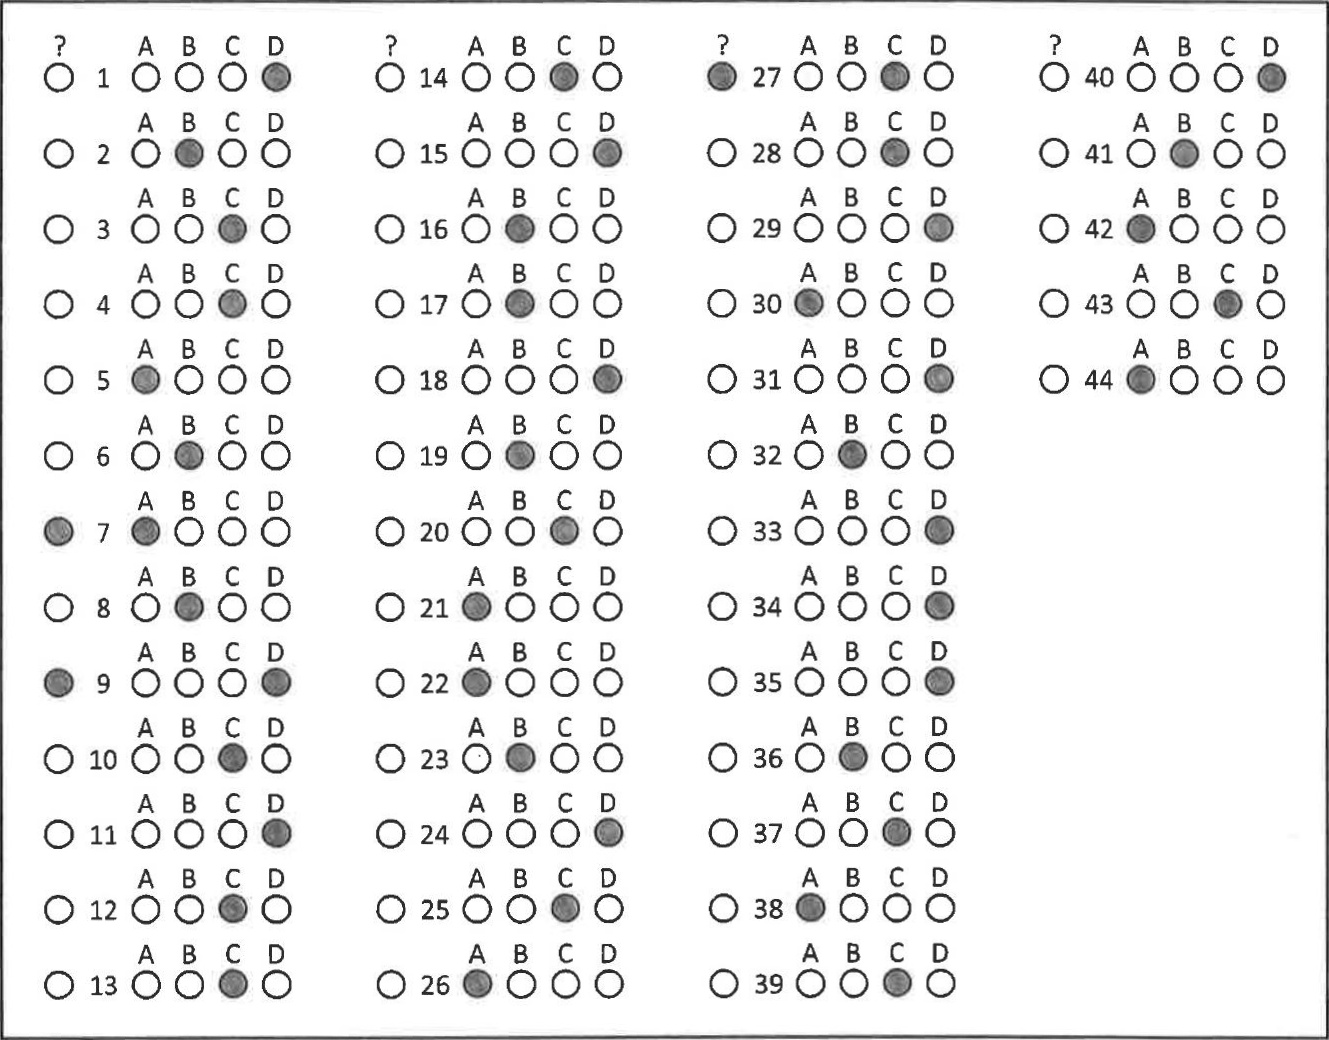 ? A B C D
1
A B C D
2
A B C D
3
A B C D
4
A B C D
5
A B C D
6
A B C D
7
A B C D
8
A B C D
9
A B C D
10
A B C D
11
A B C D
12
A B C D
13
? A B C D
14
A B C D
15
A B C D
16
A B C D
17
A B C D
18
A B C D
19
A B C D
20
A B C D
21
A B C D
22
A B C D
23
A B C D
24
A B C D
25
A B C D
26
? A B C D
27
A B C D
28
A B C D
29
A B C D
30
A B C D
31
A B C D
32
A B C D
33
A B C D
34
A B C D
35
A B C D
36
A B C D
37
A B C D
38
A B C D
39
? A B C D
40
A B C D
41
A B C D
42
A B C D
43
A B C D
44